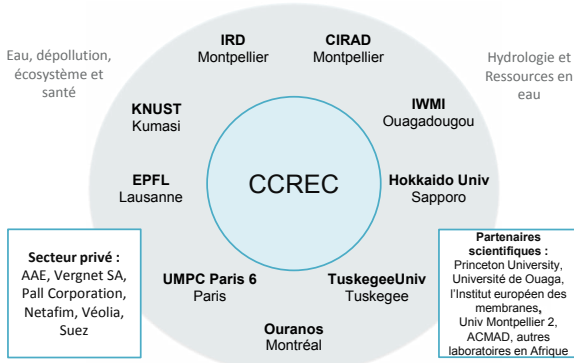 IRD
Montpellier
CIRAD
Montpellier
Eau, dépollution,
écosystème et
santé
Hydrologie et
Ressources en
eau
KNUST
Kumasi
IWMI
Ouagadougou
EPFL
Lausanne
CCREC
Hokkaido Univ
Sapporo
Secteur privé :
AAE, Vergnet SA,
Pall Corporation,
Netafim, Véolia,
Suez
UMPC Paris 6
Paris
TuskegeeUniv
Tuskegee
Ouranos
Montréal
Partenaires
scientifiques :
Princeton University,
Université de Ouaga,
l'Institut européen des
membranes,
Univ Montpellier 2,
ACMAD, autres
laboratoires en Afrique